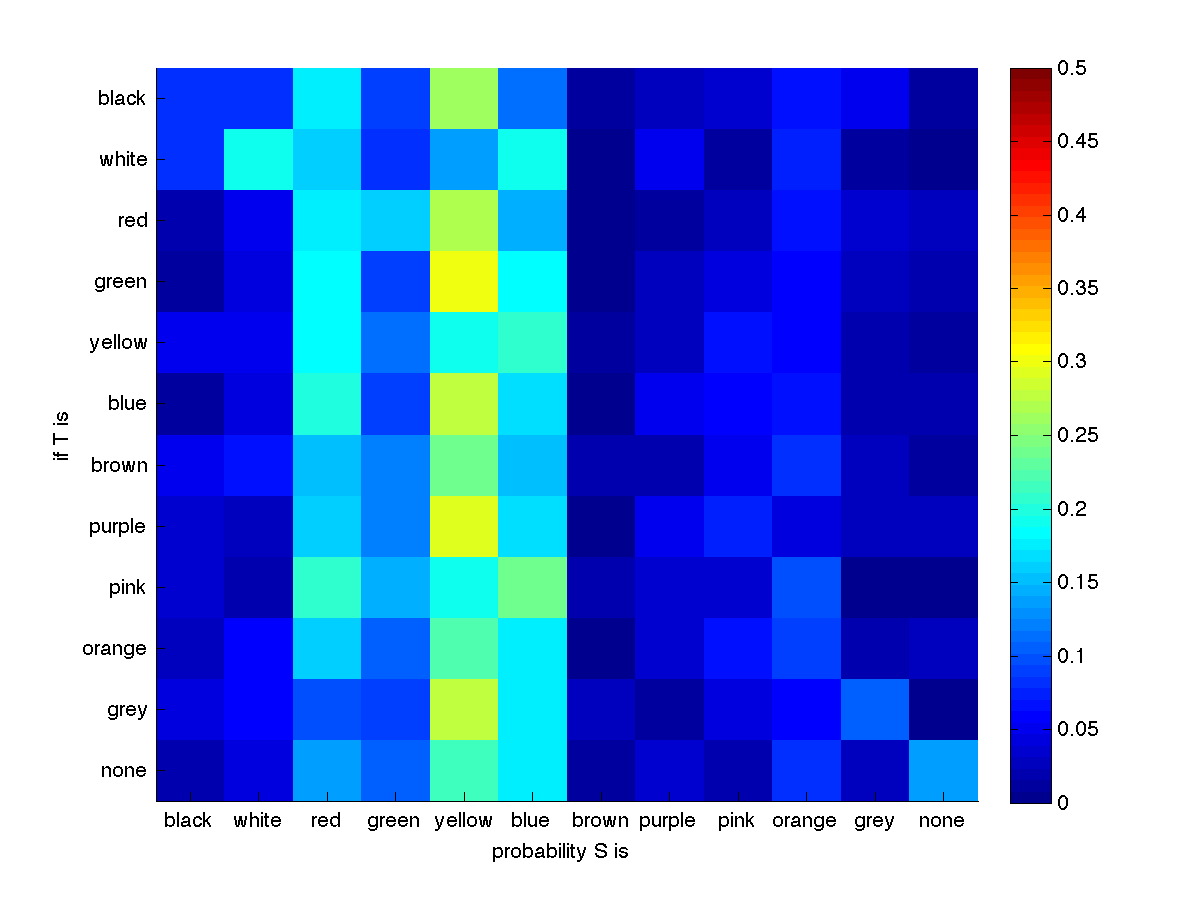 black
white
red
green
yellow
blue
brown
purple
pink
orange
grey
none
if T is
black white red green yellow blue brown purple pink orange grey none
probability S is
0.5
0.45
0.4
0.35
0.3
0.25
0.2
0.15
0.1
0.05
0